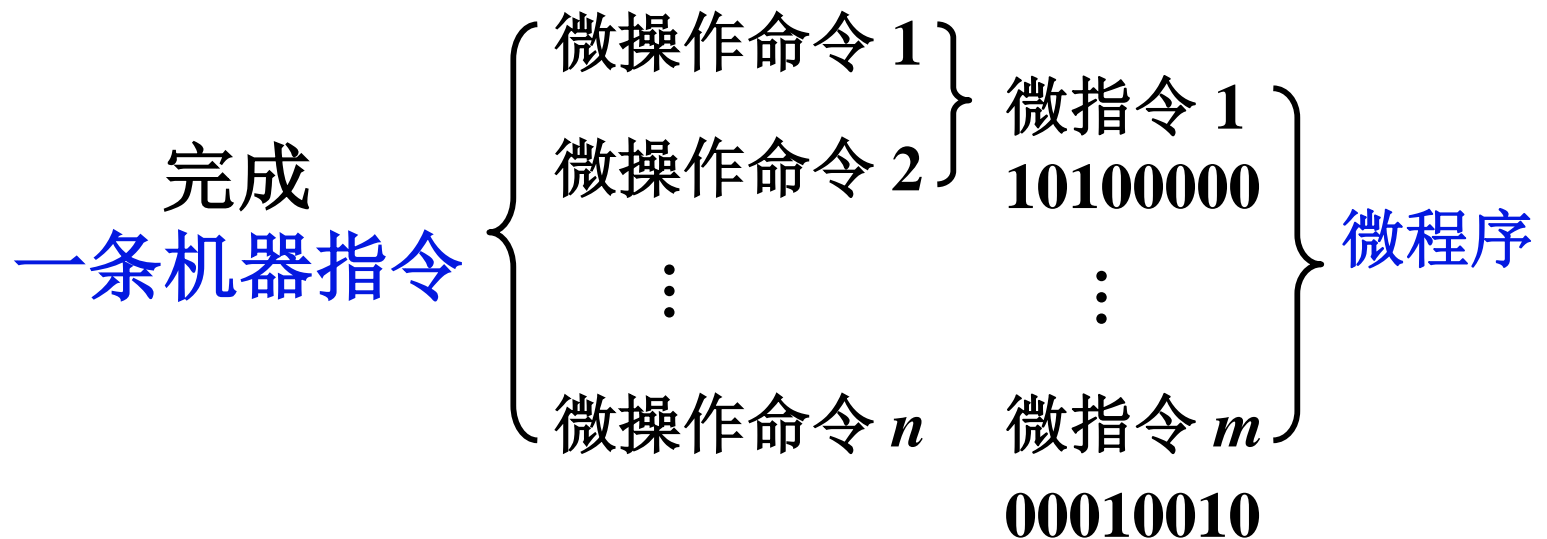 完成
一条机器指令
微操作命令 1
微操作命令 2
⋮
微操作命令 n
微指令 1
10100000
⋮
微指令 m
00010010
微程序